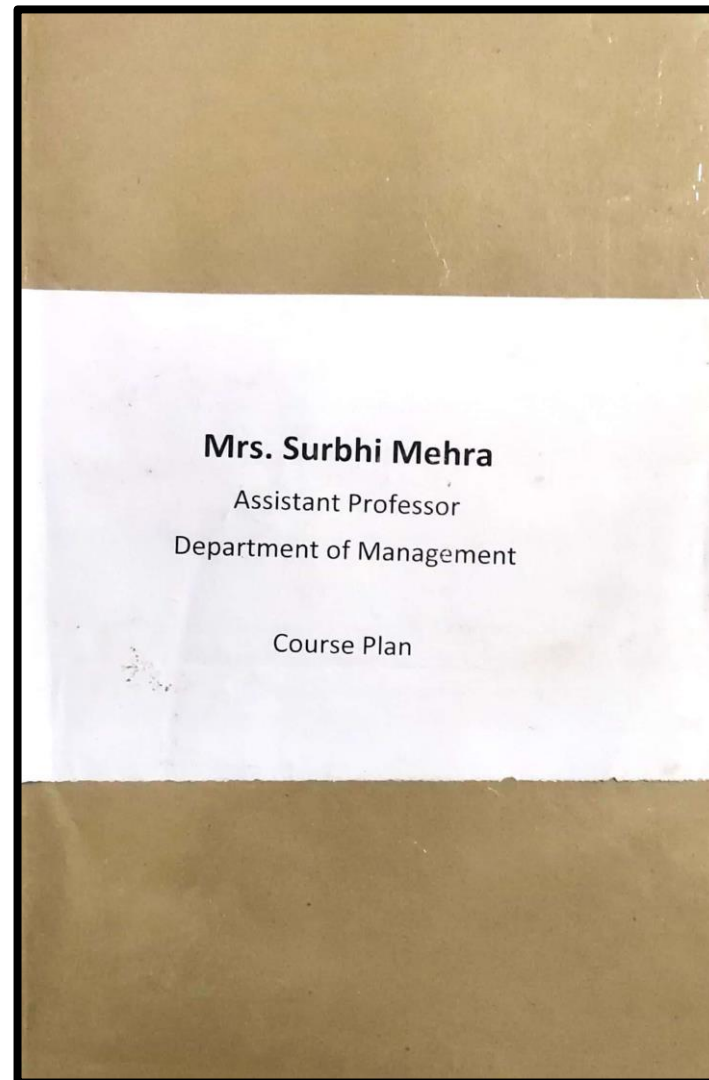 Mrs. Surbhi Mehra
Assistant Professor
Department of Management
Course Plan